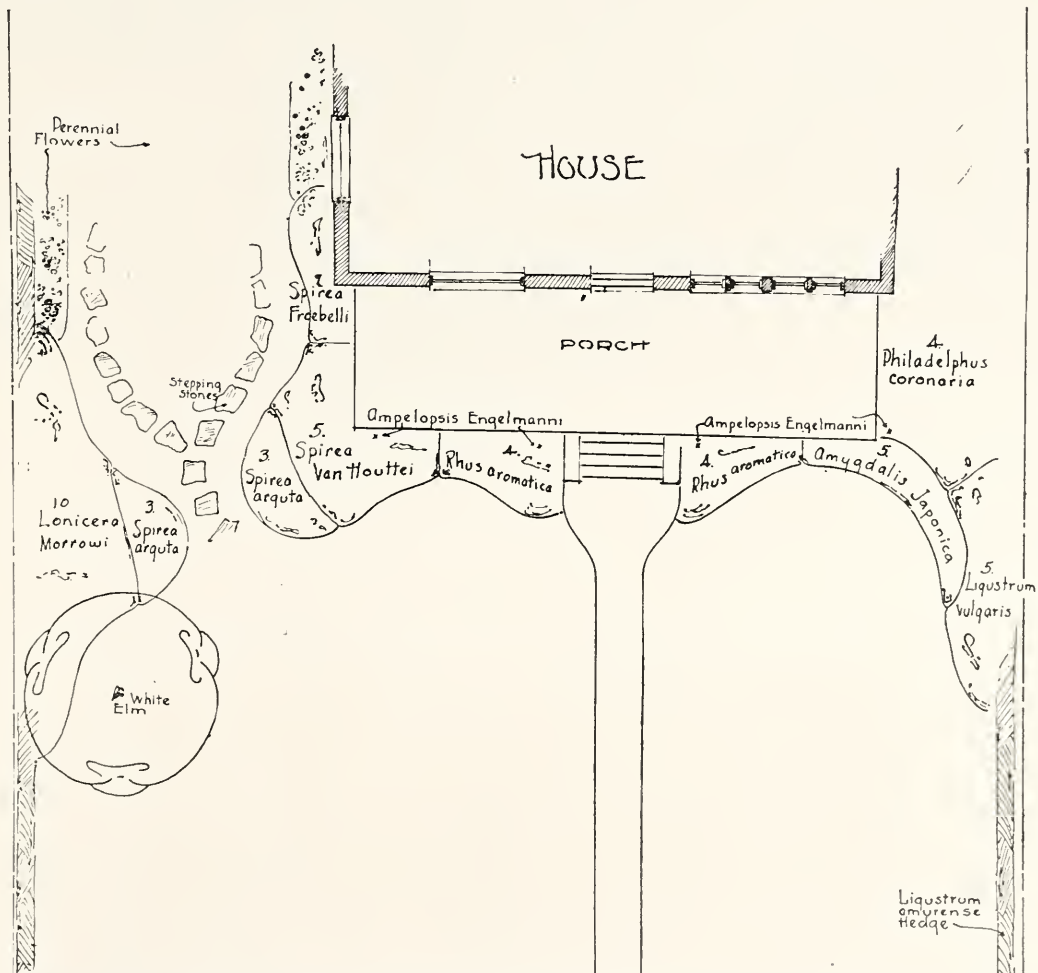 Perennial
Flowers
HOUSE
Spirea
Froebelli
PORCH
4.
Philadelphus
coronaria
Stepping
Stones
Ampelopsis Engelmanni
Ampelopsis Engelmanni
5.
Spirea
Van Houttei
3.
Spirea
arguta
4.
Rhus aromatica
4.
Rhus aromatica
5.
Amygdalis Japonica
10
Lonicera
Morrowi
3.
Spirea
arguta
5.
Ligustrum
vulgaris
White
Elm
Ligustrum
amurense
Hedge